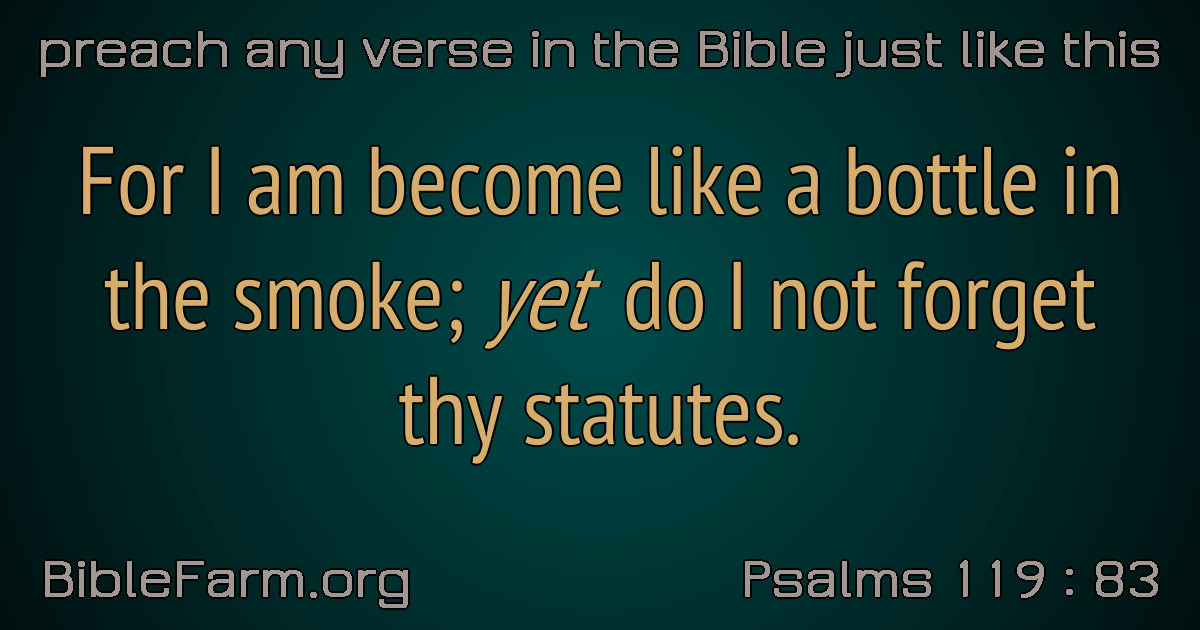 preach any verse in the Bible just like this
For I am become like a bottle in
the smoke; yet do I not forget
thy statutes.
BibleFarm.org
Psalms 119 : 83